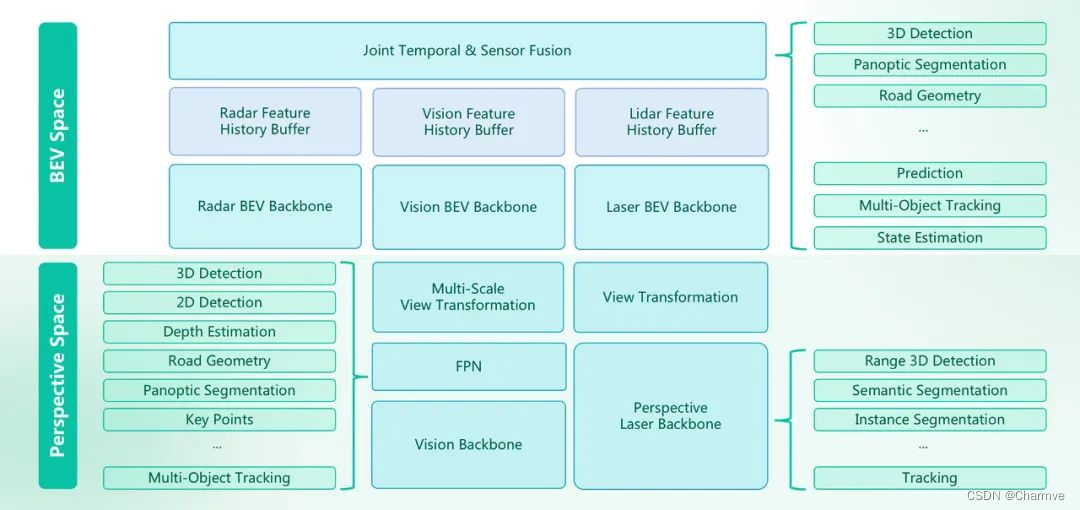 BEV Space
Joint Temporal & Sensor Fusion
Radar Feature
History Buffer
Vision Feature
History Buffer
Lidar Feature
History Buffer
Radar BEV Backbone
Vision BEV Backbone
Laser BEV Backbone
3D Detection
Panoptic Segmentation
Road Geometry
...
Prediction
Multi-Object Tracking
State Estimation
Perspective Space
3D Detection
2D Detection
Depth Estimation
Road Geometry
Panoptic Segmentation
Key Points
...
Multi-Object Tracking
Multi-Scale
View Transformation
View Transformation
FPN
Vision Backbone
Perspective
Laser Backbone
Range 3D Detection
Semantic Segmentation
Instance Segmentation
...
Tracking
CSDN @Charmve